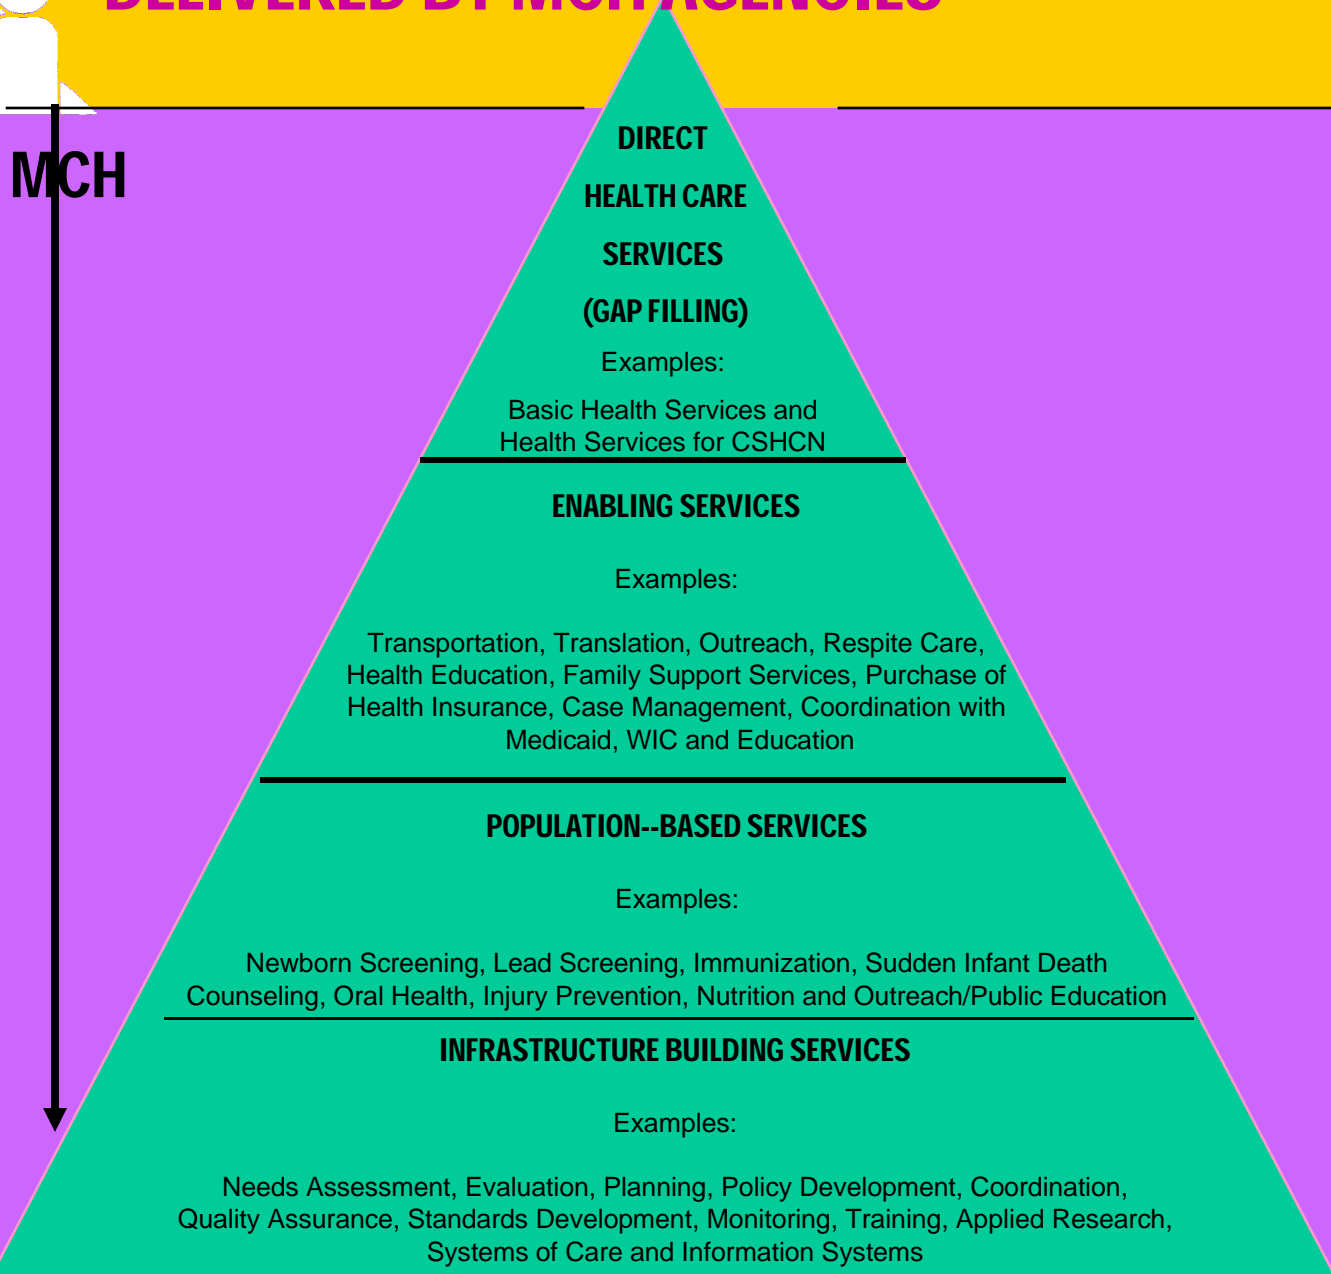 DELIVERED BY MCH AGENCIES
MCH
DIRECT
HEALTH CARE
SERVICES
(GAP FILLING)
Examples:
Basic Health Services and
Health Services for CSHCN
ENABLING SERVICES
Examples:
Transportation, Translation, Outreach, Respite Care,
Health Education, Family Support Services, Purchase of
Health Insurance, Case Management, Coordination with
Medicaid, WIC and Education
POPULATION--BASED SERVICES
Examples:
Newborn Screening, Lead Screening, Immunization, Sudden Infant Death
Counseling, Oral Health, Injury Prevention, Nutrition and Outreach/Public Education
INFRASTRUCTURE BUILDING SERVICES
Examples:
Needs Assessment, Evaluation, Planning, Policy Development, Coordination,
Quality Assurance, Standards Development, Monitoring, Training, Applied Research,
Systems of Care and Information Systems